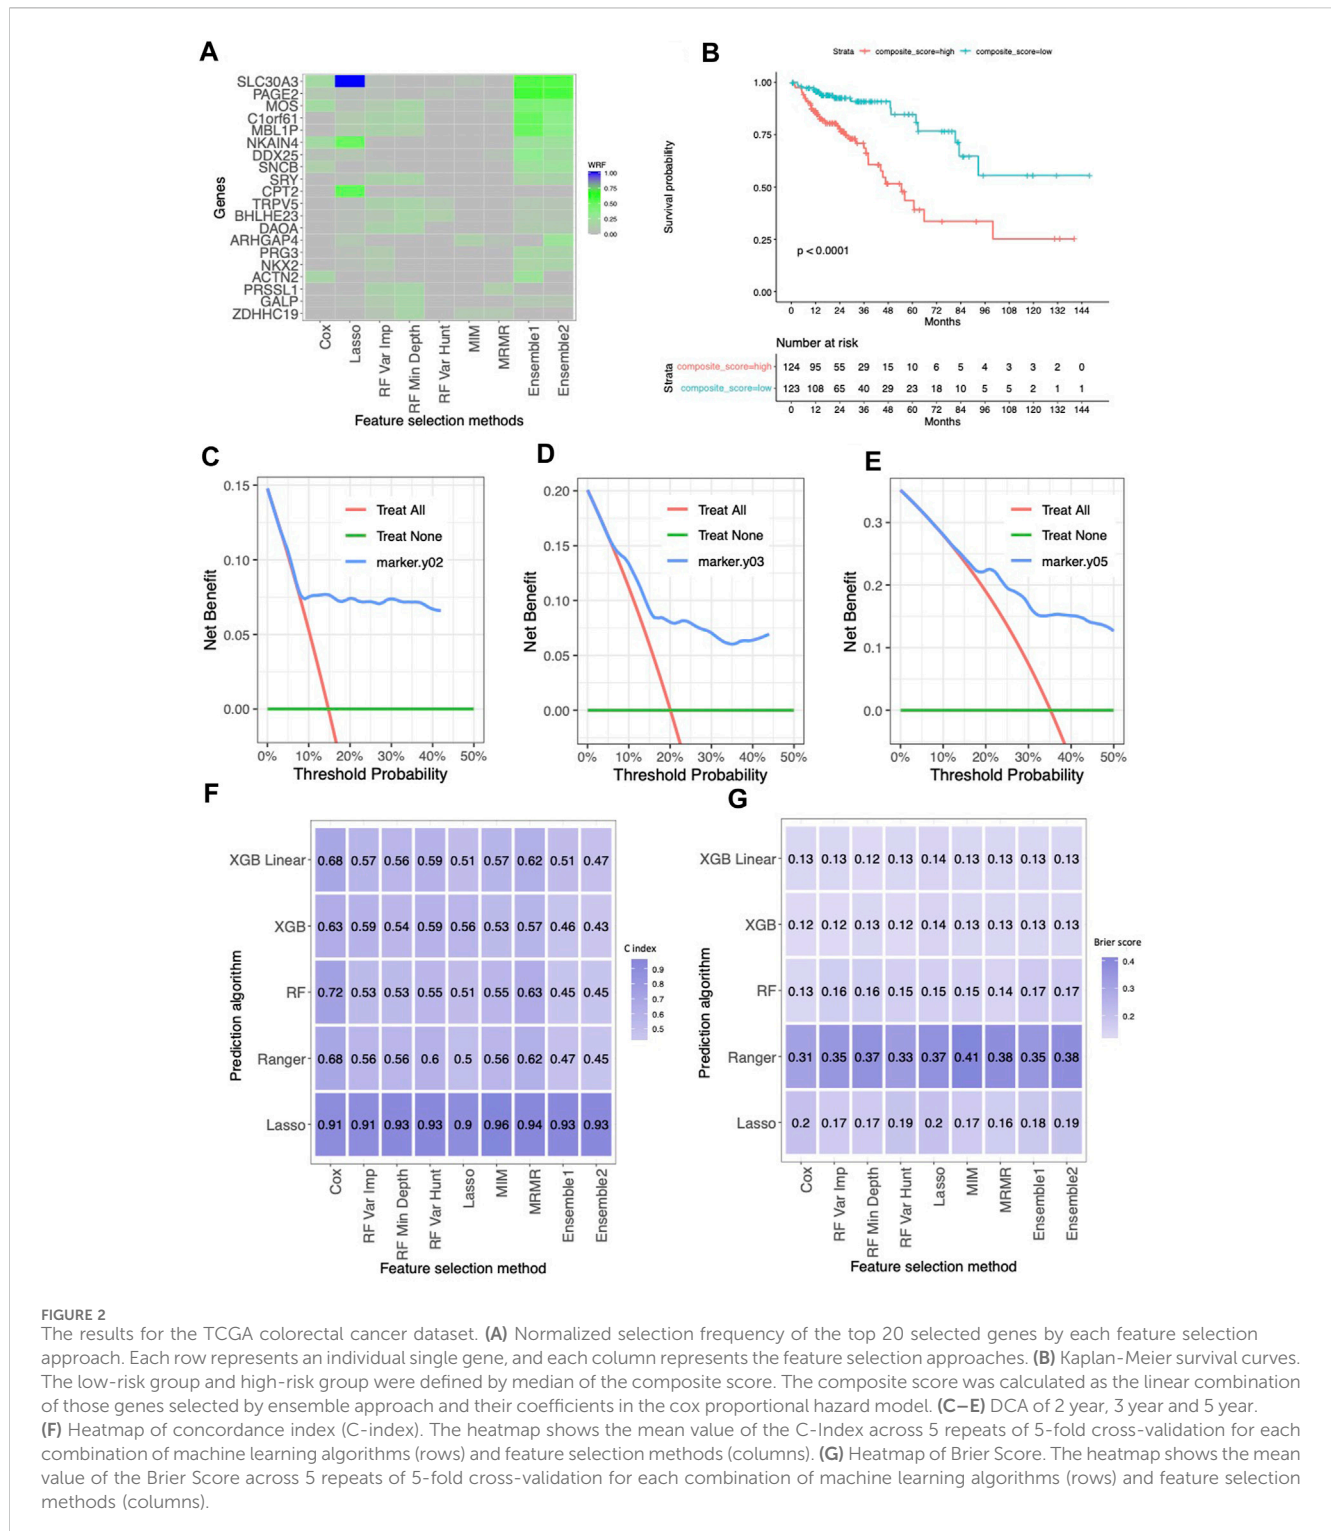 A
SLC30A3
PAGE2
MOS
C1orf61
MBL1P
NKAIN4
DDX25
SNCB
SRY
CPT2
TRPV5
BHLHE23
DAOA
ARHGAP4
PRG3
NKX2
ACTN2
PRSSL1
GALP
ZDHHC19
Genes
Cox
Lasso
RF Var Imp
RF Min Depth
RF Var Hunt
MIM
MRMR
Ensemble1
Ensemble2
Feature selection methods
WRF
1.00
0.75
0.50
0.25
0.00
B
Strata composite_score=high composite_score=low
Survival probability
1.00
0.75
0.50
0.25
0.00
p < 0.0001
0 12 24 36 48 60 72 84 96 108 120 132 144
Months
Number at risk
Strata
composite_score=high 124 95 55 29 15 10 6 5 4 3 3 2 0
composite_score=low 123 108 65 40 29 23 18 10 5 5 2 1 1
0 12 24 36 48 60 72 84 96 108 120 132 144
Months
C
Net Benefit
0.15
0.10
0.05
0.00
Treat All
Treat None
marker.y02
0% 10% 20% 30% 40% 50%
Threshold Probability
D
Net Benefit
0.20
0.15
0.10
0.05
0.00
Treat All
Treat None
marker.y03
0% 10% 20% 30% 40% 50%
Threshold Probability
E
Net Benefit
0.3
0.2
0.1
0.0
Treat All
Treat None
marker.y05
0% 10% 20% 30% 40% 50%
Threshold Probability
F
Prediction algorithm
XGB Linear 0.68 0.57 0.56 0.59 0.51 0.57 0.62 0.51 0.47
XGB 0.63 0.59 0.54 0.59 0.56 0.53 0.57 0.46 0.43
RF 0.72 0.53 0.53 0.55 0.51 0.55 0.63 0.45 0.45
Ranger 0.68 0.56 0.56 0.6 0.5 0.56 0.62 0.47 0.45
Lasso 0.91 0.91 0.93 0.93 0.9 0.96 0.94 0.93 0.93
Cox
RF Var Imp
RF Min Depth
RF Var Hunt
Lasso
MIM
MRMR
Ensemble1
Ensemble2
Feature selection method
C index
0.9
0.8
0.7
0.6
0.5
G
Prediction algorithm
XGB Linear 0.13 0.13 0.12 0.13 0.14 0.13 0.13 0.13 0.13
XGB 0.12 0.12 0.13 0.12 0.14 0.13 0.13 0.13 0.13
RF 0.13 0.16 0.16 0.15 0.15 0.15 0.14 0.17 0.17
Ranger 0.31 0.35 0.37 0.33 0.37 0.41 0.38 0.35 0.38
Lasso 0.2 0.17 0.17 0.19 0.2 0.17 0.16 0.18 0.19
Cox
RF Var Imp
RF Min Depth
RF Var Hunt
Lasso
MIM
MRMR
Ensemble1
Ensemble2
Feature selection method
Brier score
0.4
0.3
0.2
FIGURE 2
The results for the TCGA colorectal cancer dataset. (A) Normalized selection frequency of the top 20 selected genes by each feature selection
approach. Each row represents an individual single gene, and each column represents the feature selection approaches. (B) Kaplan-Meier survival curves.
The low-risk group and high-risk group were defined by median of the composite score. The composite score was calculated as the linear combination
of those genes selected by ensemble approach and their coefficients in the cox proportional hazard model. (C–E) DCA of 2 year, 3 year and 5 year.
(F) Heatmap of concordance index (C-index). The heatmap shows the mean value of the C-Index across 5 repeats of 5-fold cross-validation for each
combination of machine learning algorithms (rows) and feature selection methods (columns). (G) Heatmap of Brier Score. The heatmap shows the mean
value of the Brier Score across 5 repeats of 5-fold cross-validation for each combination of machine learning algorithms (rows) and feature selection
methods (columns).